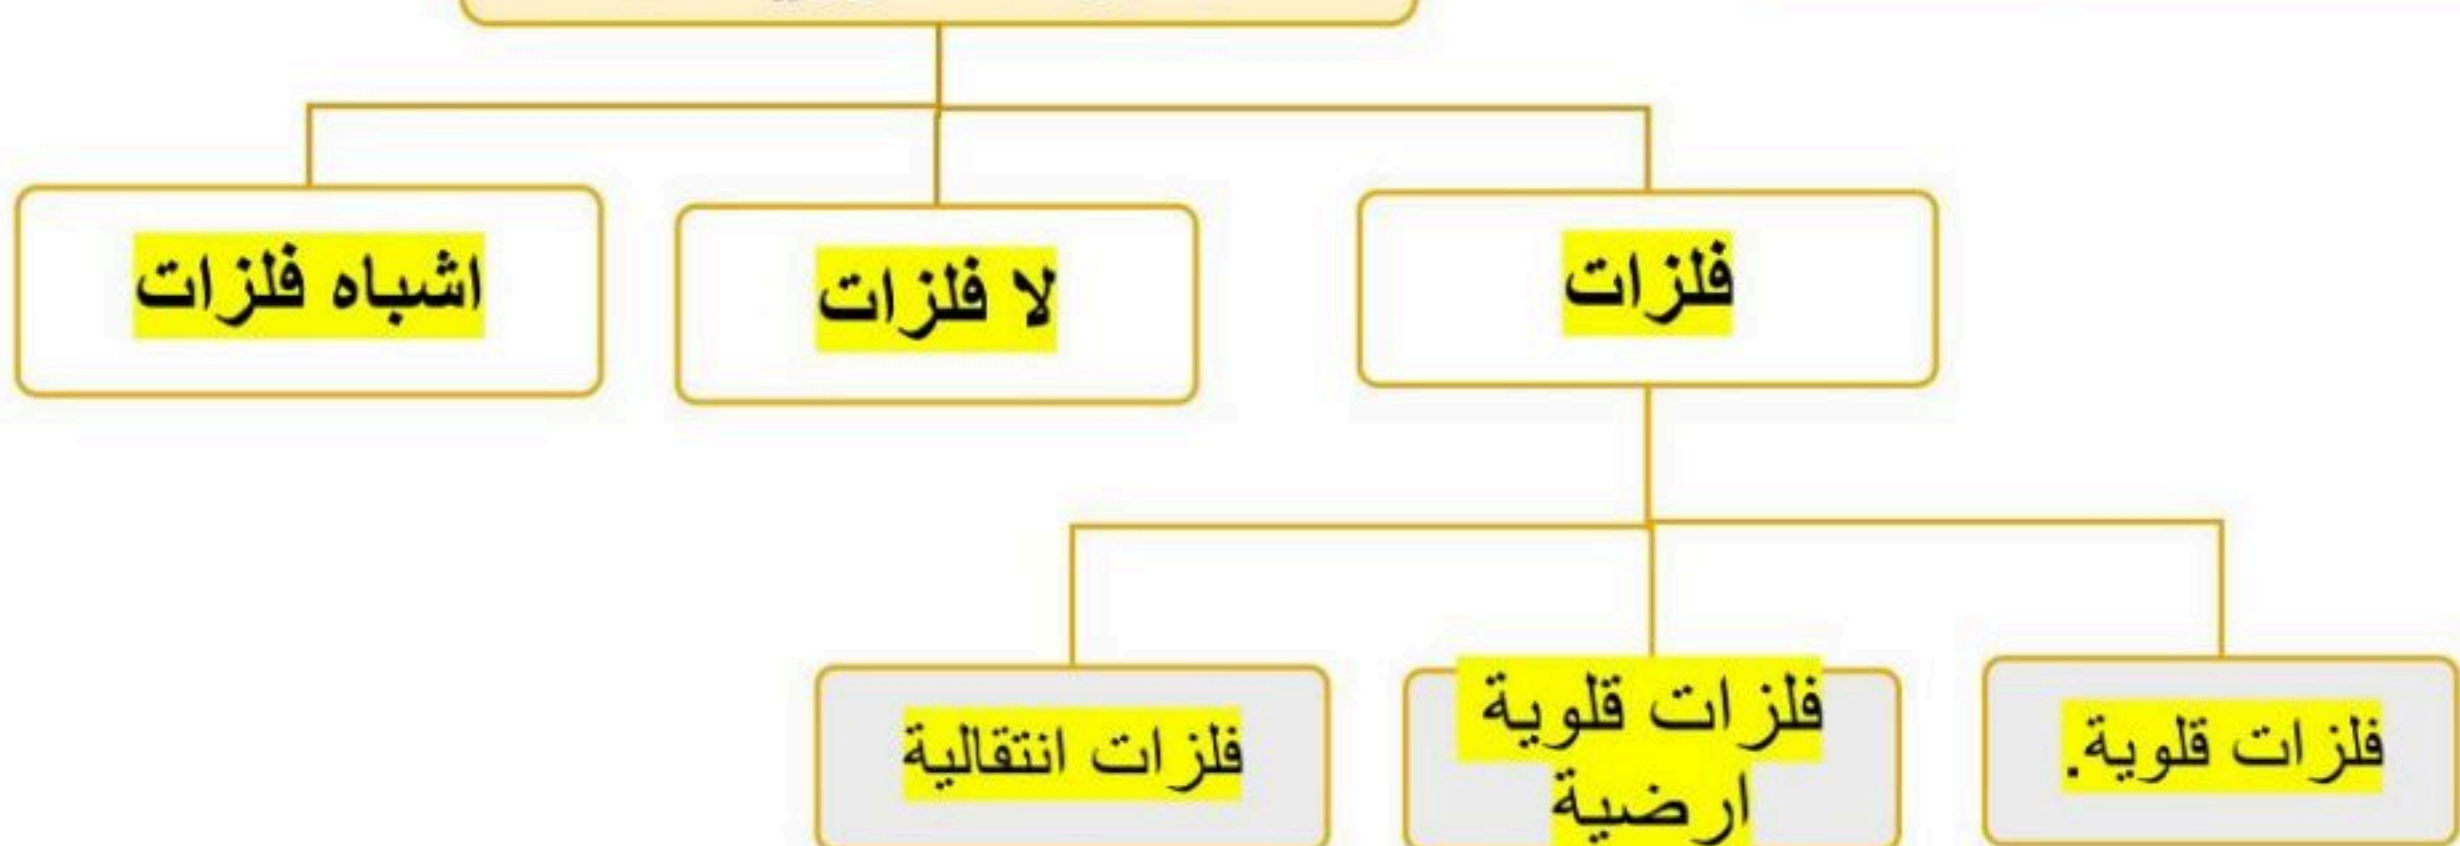 فلزات
لا فلزات
اشباه فلزات
فلزات قلوية.
فلزات قلوية
ارضية
فلزات انتقالية